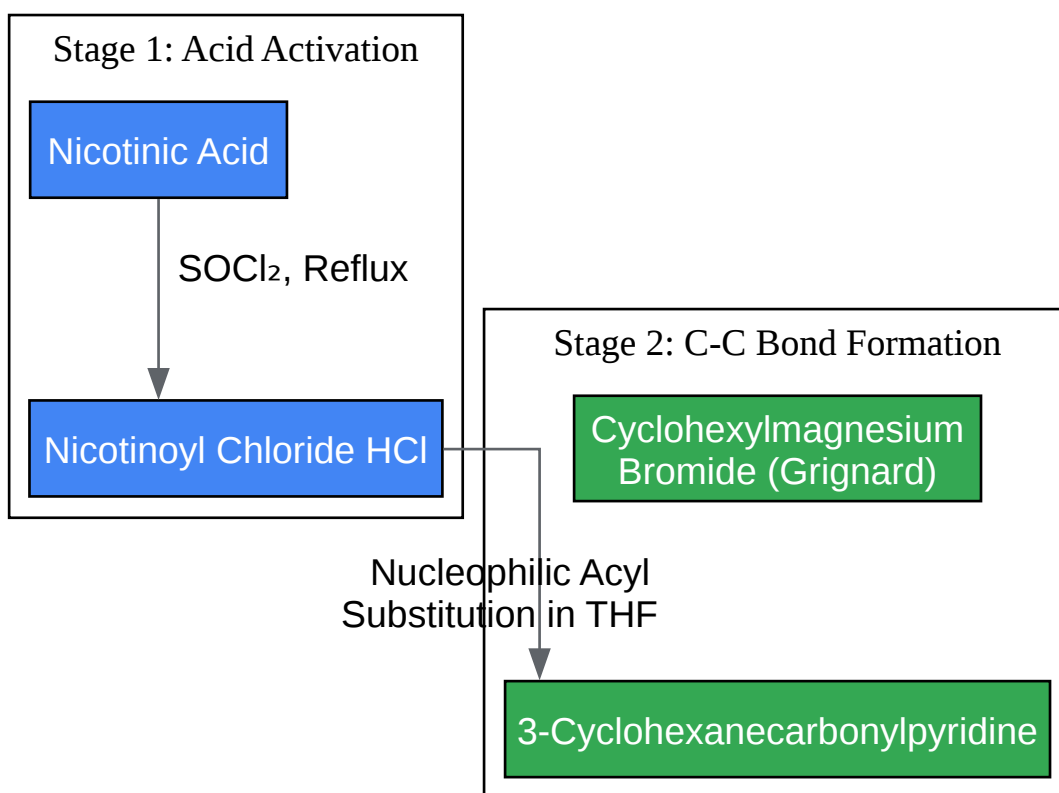 Stage 1: Acid Activation
Nicotinic Acid
SOCl₂, Reflux
Nicotinoyl Chloride HCl
Stage 2: C-C Bond Formation
Cyclohexylmagnesium
Bromide (Grignard)
Nucleophilic Acyl
Substitution in THF
3-Cyclohexanecarbonylpyridine